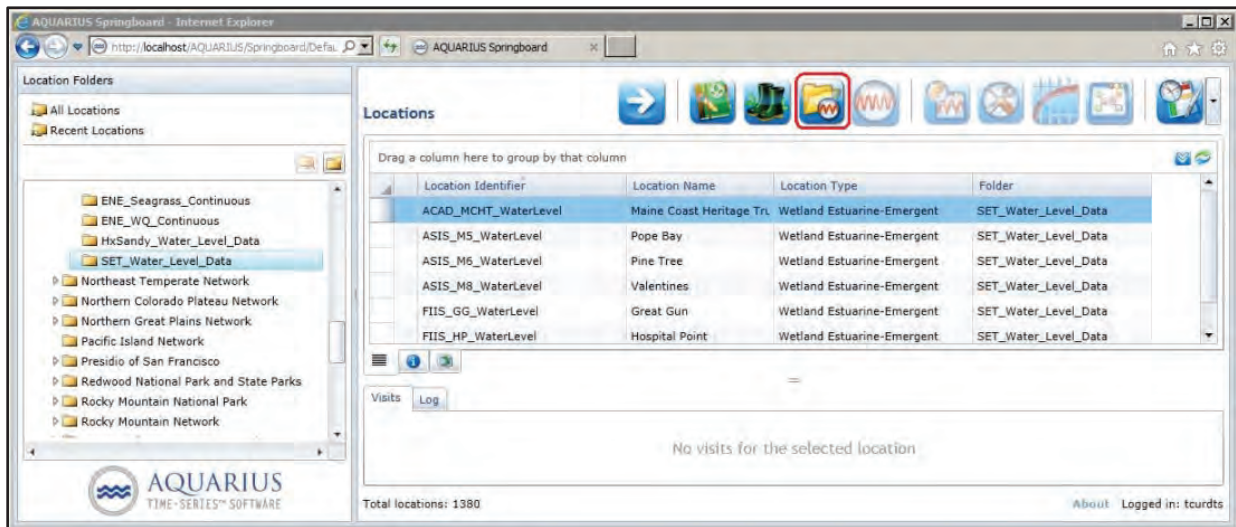 AQUARIUS Springboard - Internet Explorer
http://localhost/AQUARIUS/Springboard/Defau
AQUARIUS Springboard
Location Folders
All Locations
Recent Locations
ENE_Seagrass_Continuous
ENE_WQ_Continuous
HxSandy_Water_Level_Data
SET_Water_Level_Data
Northeast Temperate Network
Northern Colorado Plateau Network
Northern Great Plains Network
Pacific Island Network
Presidio of San Francisco
Redwood National Park and State Parks
Rocky Mountain National Park
Rocky Mountain Network
AQUARIUS
TIME-SERIES™ SOFTWARE
Locations
Drag a column here to group by that column
Location Identifier Location Name Location Type Folder
ACAD_MCHT_WaterLevel Maine Coast Heritage Tru Wetland Estuarine-Emergent SET_Water_Level_Data
ASIS_M5_WaterLevel Pope Bay Wetland Estuarine-Emergent SET_Water_Level_Data
ASIS_M6_WaterLevel Pine Tree Wetland Estuarine-Emergent SET_Water_Level_Data
ASIS_M8_WaterLevel Valentines Wetland Estuarine-Emergent SET_Water_Level_Data
FIIS_GG_WaterLevel Great Gun Wetland Estuarine-Emergent SET_Water_Level_Data
FIIS_HP_WaterLevel Hospital Point Wetland Estuarine-Emergent SET_Water_Level_Data
Visits Log
No visits for the selected location
Total locations: 1380 About Logged in: tcurdts